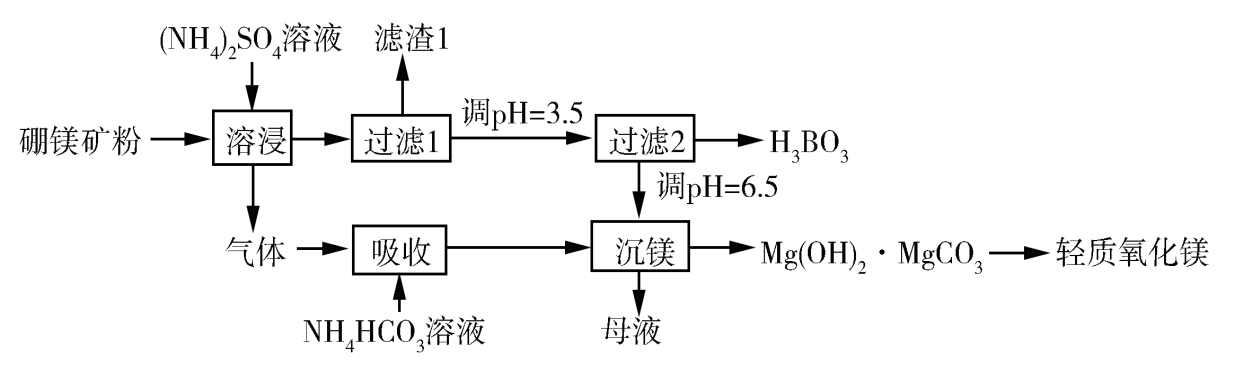 (NH₄)₂SO₄溶液
滤渣1
硼镁矿粉
溶浸
过滤1
调pH=3.5
过滤2
H₃BO₃
调pH=6.5
气体
吸收
沉镁
Mg(OH)₂·MgCO₃
轻质氧化镁
NH₄HCO₃溶液
母液